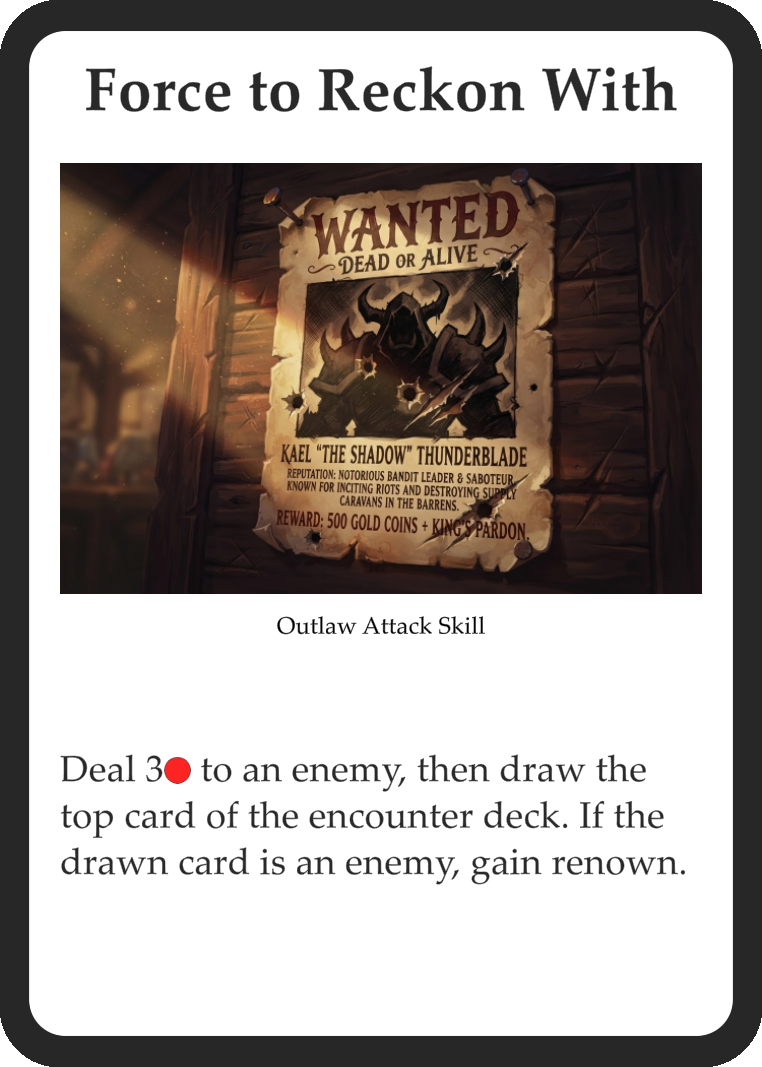 Force to Reckon With
WANTED
DEAD OR ALIVE
KAEL "THE SHADOW" THUNDERBLADE
REPUTATION: NOTORIOUS BANDIT LEADER & SABOTEUR,
KNOWN FOR INCITING RIOTS AND DESTROYING SUPPLY
CARAVANS IN THE BARRENS.
REWARD: 500 GOLD COINS + KING'S PARDON.
Outlaw Attack Skill
Deal 3 to an enemy, then draw the
top card of the encounter deck. If the
drawn card is an enemy, gain renown.